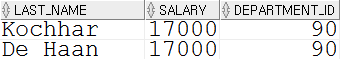 LAST_NAME SALARY DEPARTMENT_ID
Kochhar 17000 90
De Haan 17000 90